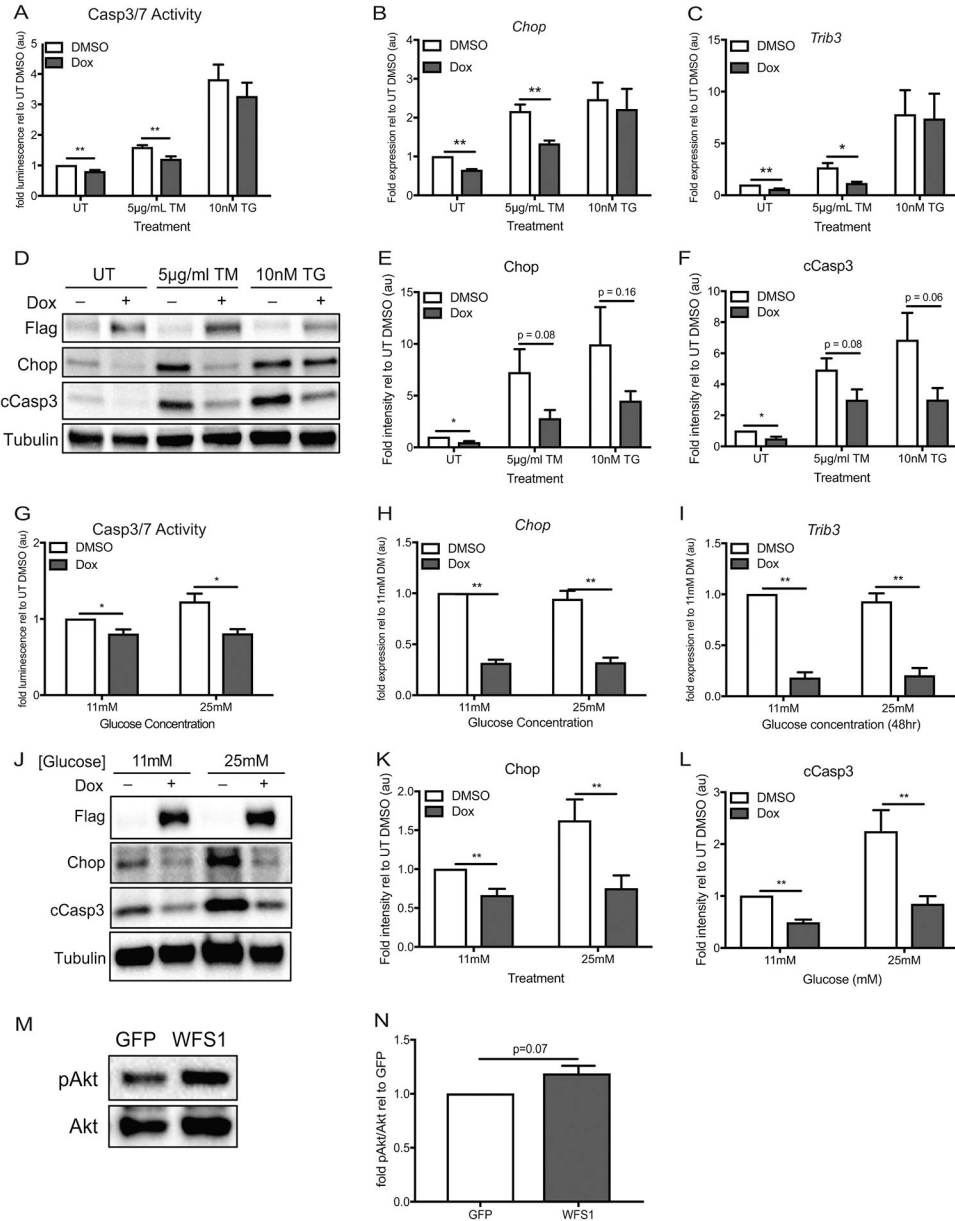 A
Casp3/7 Activity
fold luminescence rel to UT DMSO (au)
DMSO
Dox
5
4
3
2
1
0
**
**
UT
5µg/mL TM
10nM TG
Treatment
B
Chop
Fold expression rel to UT DMSO (au)
DMSO
Dox
4
3
2
1
0
**
**
UT
5µg/mL TM
10nM TG
Treatment
C
Trib3
Fold expression rel to UT DMSO (au)
DMSO
Dox
15
10
5
0
**
*
UT
5µg/mL TM
10nM TG
Treatment
D
UT 5µg/ml TM 10nM TG
Dox – + – + – +
Flag
Chop
cCasp3
Tubulin
E
Chop
Fold intensity rel to UT DMSO (au)
DMSO
Dox
15
10
5
0
*
p = 0.08
p = 0.16
UT
5µg/ml TM
10nM TG
Treatment
F
cCasp3
Fold intensity rel to UT DMSO (au)
DMSO
Dox
10
8
6
4
2
0
*
p = 0.08
p = 0.06
UT
5µg/ml TM
10nM TG
Treatment
G
Casp3/7 Activity
fold luminescence rel to UT DMSO (au)
DMSO
Dox
2
1
0
*
*
11mM
25mM
Glucose Concentration
H
Chop
fold expression rel to 11mM DM (au)
DMSO
Dox
1.5
1.0
0.5
0.0
**
**
11mM
25mM
Glucose Concentration
I
Trib3
fold expression rel to 11mM DM (au)
DMSO
Dox
1.5
1.0
0.5
0.0
**
**
11mM
25mM
Glucose concentration (48hr)
J
[Glucose] 11mM 25mM
Dox – + – +
Flag
Chop
cCasp3
Tubulin
K
Chop
Fold intensity rel to UT DMSO (au)
DMSO
Dox
2.0
1.5
1.0
0.5
0.0
**
**
11mM
25mM
Treatment
L
cCasp3
Fold intensity rel to UT DMSO (au)
DMSO
Dox
3
2
1
0
**
**
11mM
25mM
Glucose (mM)
M
GFP WFS1
pAkt
Akt
N
fold pAkt/Akt rel to GFP
1.5
1.0
0.5
0.0
p=0.07
GFP
WFS1